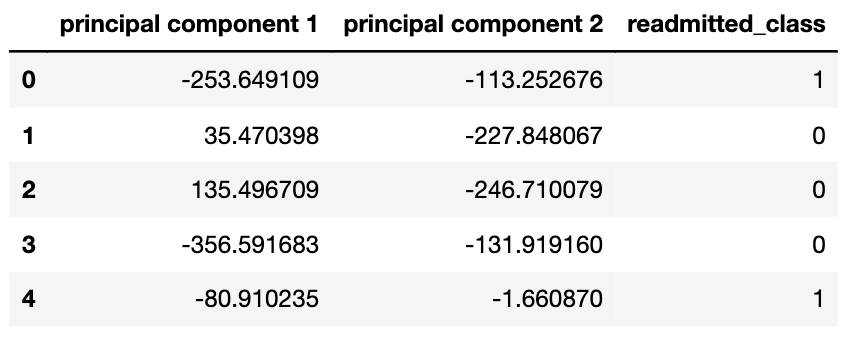 principal component 1 principal component 2 readmitted_class
0 -253.649109 -113.252676 1
1 35.470398 -227.848067 0
2 135.496709 -246.710079 0
3 -356.591683 -131.919160 0
4 -80.910235 -1.660870 1